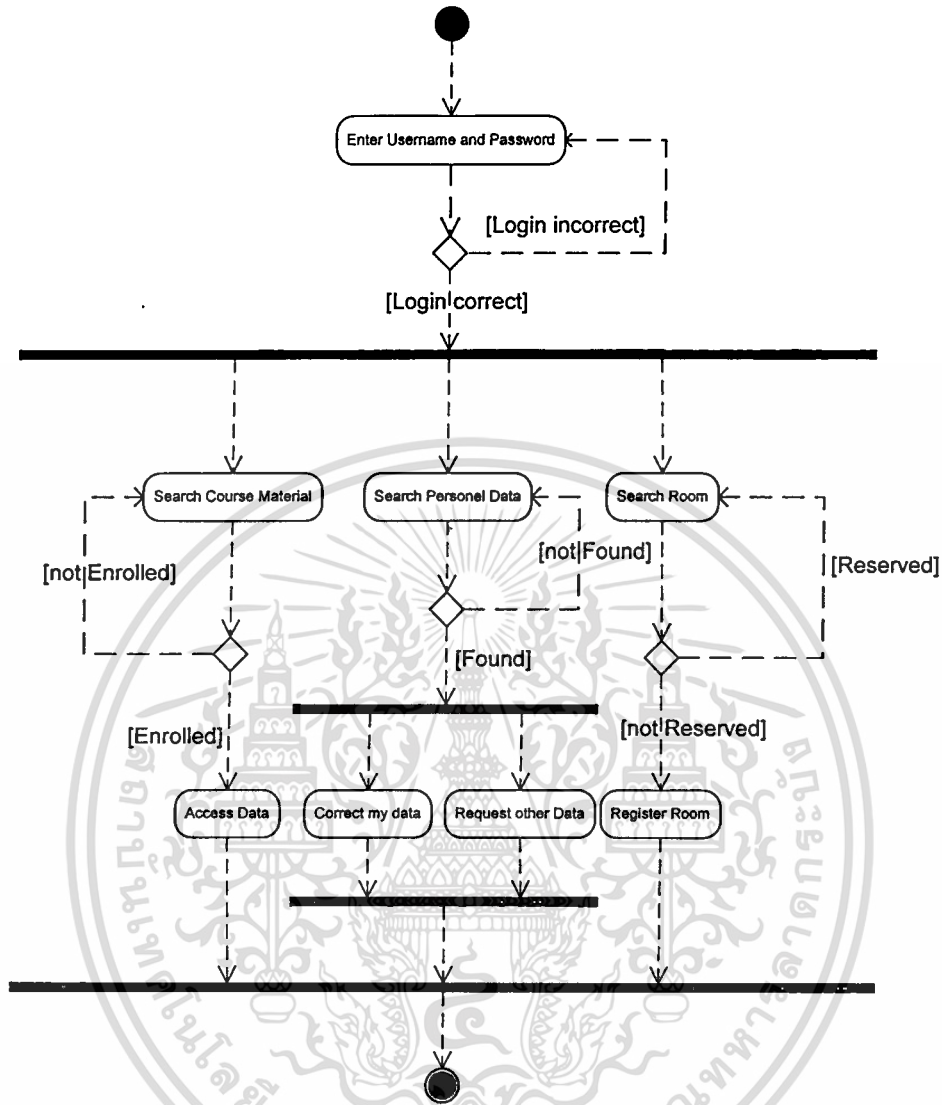 Enter Username and Password
[Login incorrect]
[Login correct]
Search Course Material
Search Personel Data
Search Room
[not Enrolled]
[not Found]
[Reserved]
[Found]
[Enrolled]
[not Reserved]
Access Data
Correct my data
Request other Data
Register Room